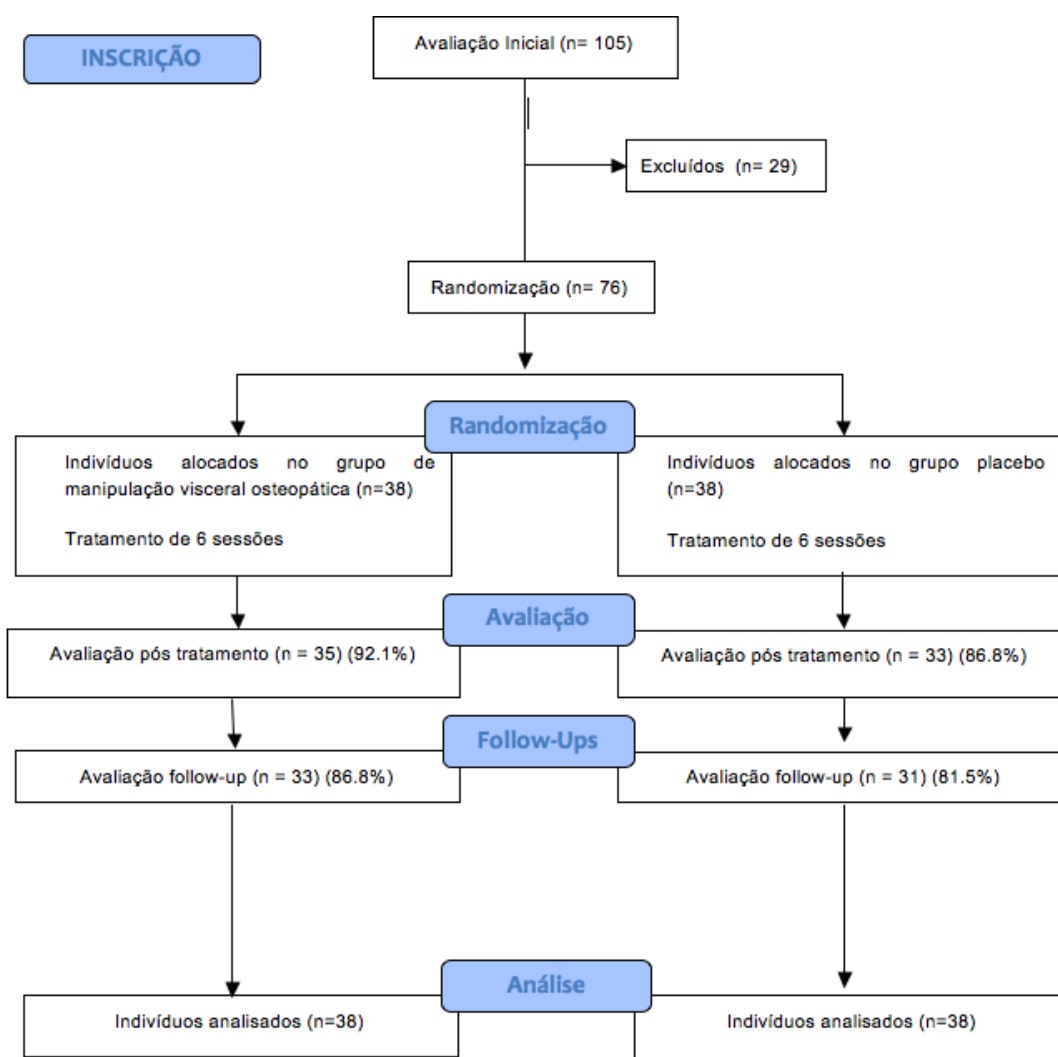 INSCRIÇÃO
Avaliação Inicial (n= 105)
Excluídos (n= 29)
Randomização (n= 76)
Randomização
Indivíduos alocados no grupo de
manipulação visceral osteopática (n=38)
Tratamento de 6 sessões
Indivíduos alocados no grupo placebo
(n=38)
Tratamento de 6 sessões
Avaliação
Avaliação pós tratamento (n = 35) (92.1%)
Avaliação pós tratamento (n = 33) (86.8%)
Follow-Ups
Avaliação follow-up (n = 33) (86.8%)
Avaliação follow-up (n = 31) (81.5%)
Análise
Indivíduos analisados (n=38)
Indivíduos analisados (n=38)